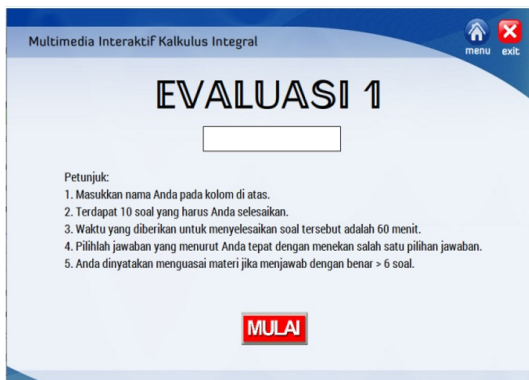 Multimedia Interaktif Kalkulus Integral
menu exit
EVALUASI 1
Petunjuk:
1. Masukkan nama Anda pada kolom di atas.
2. Terdapat 10 soal yang harus Anda selesaikan.
3. Waktu yang diberikan untuk menyelesaikan soal tersebut adalah 60 menit.
4. Pilihlah jawaban yang menurut Anda tepat dengan menekan salah satu pilihan jawaban.
5. Anda dinyatakan menguasai materi jika menjawab dengan benar > 6 soal.
MULAI